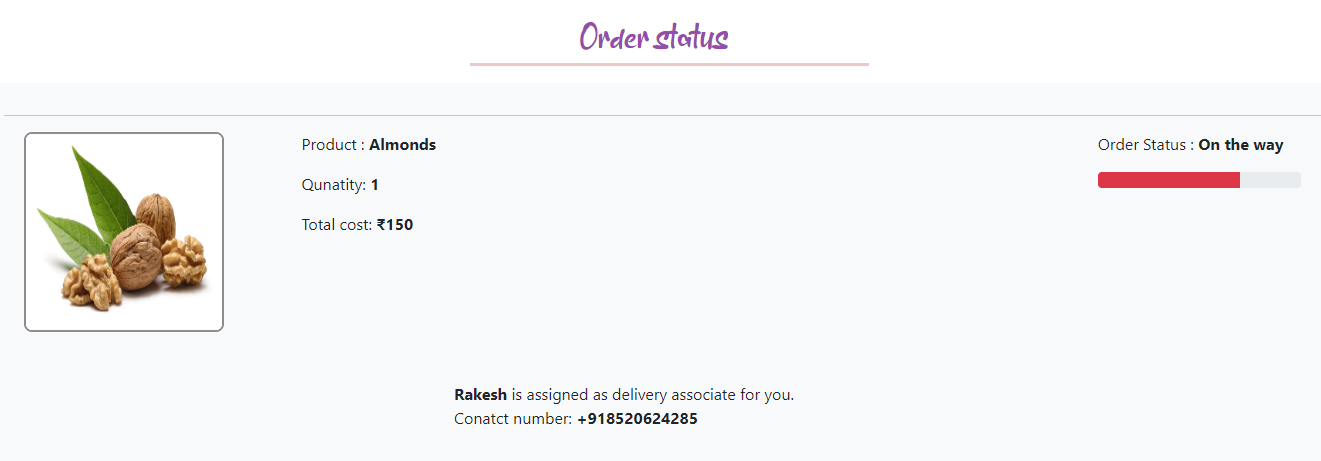 Order status
Product : Almonds
Order Status : On the way
Qunatity: 1
Total cost: ₹150
Rakesh is assigned as delivery associate for you.
Conatct number: +918520624285